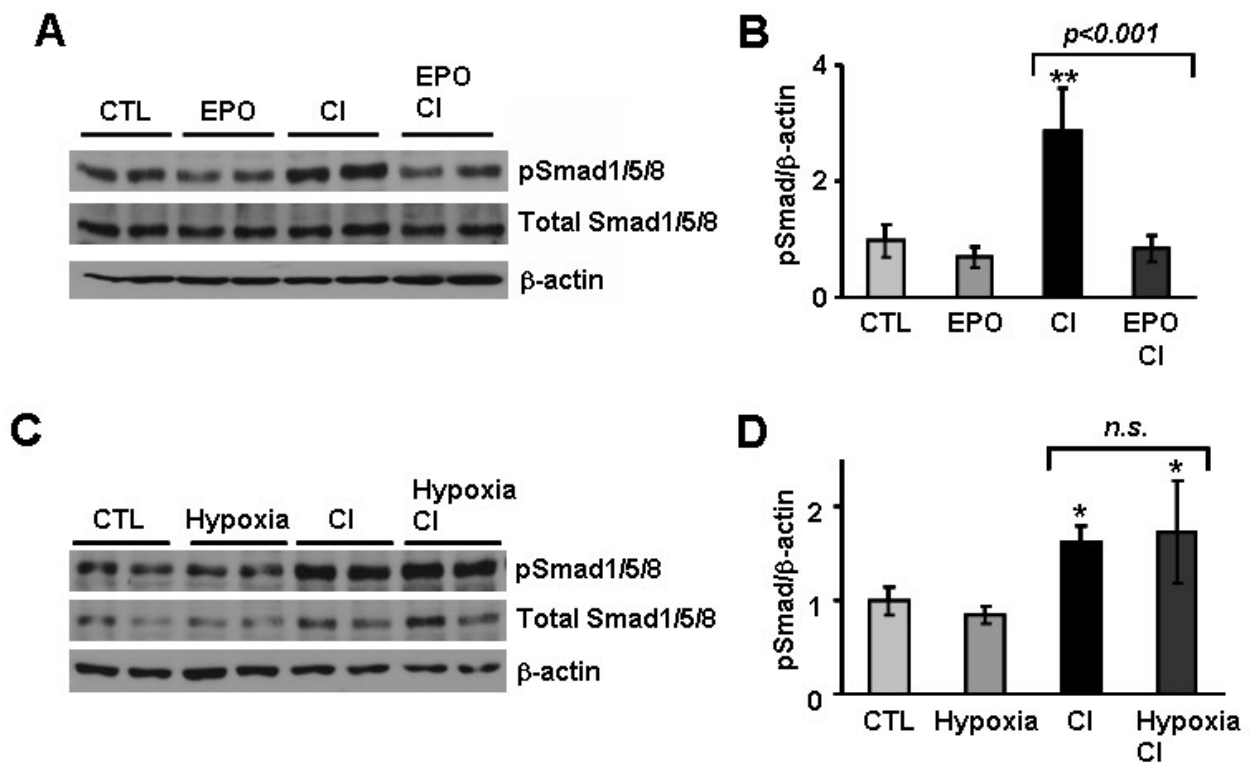 A
CTL EPO CI EPO
CI
pSmad1/5/8
Total Smad1/5/8
β-actin
B
p<0.001
**
pSmad/β-actin
4
2
0
CTL EPO CI EPO
CI
C
CTL Hypoxia CI Hypoxia
CI
pSmad1/5/8
Total Smad1/5/8
β-actin
D
n.s.
* *
pSmad/β-actin
2
1
0
CTL Hypoxia CI Hypoxia
CI